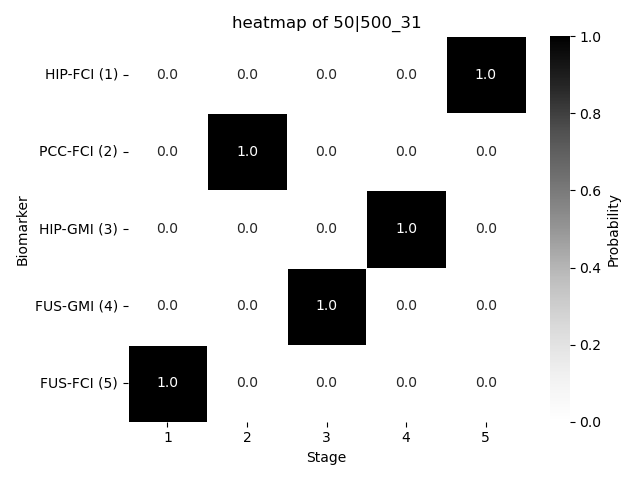 heatmap of 50|500_31
HIP-FCI (1) 0.0 0.0 0.0 0.0 1.0
PCC-FCI (2) 0.0 1.0 0.0 0.0 0.0
HIP-GMI (3) 0.0 0.0 0.0 1.0 0.0
FUS-GMI (4) 0.0 0.0 1.0 0.0 0.0
FUS-FCI (5) 1.0 0.0 0.0 0.0 0.0
1 2 3 4 5
Stage
Biomarker
1.0
0.8
0.6
0.4
0.2
0.0
Probability